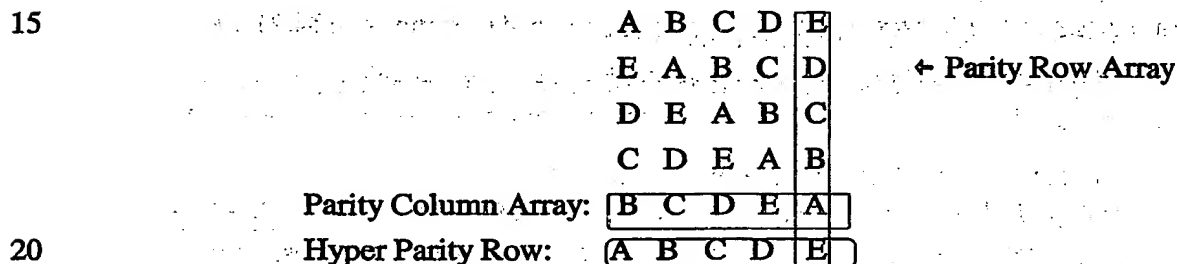 15 A B C D E
E A B C D ← Parity Row Array
D E A B C
C D E A B
Parity Column Array: B C D E A
20 Hyper Parity Row: A B C D E